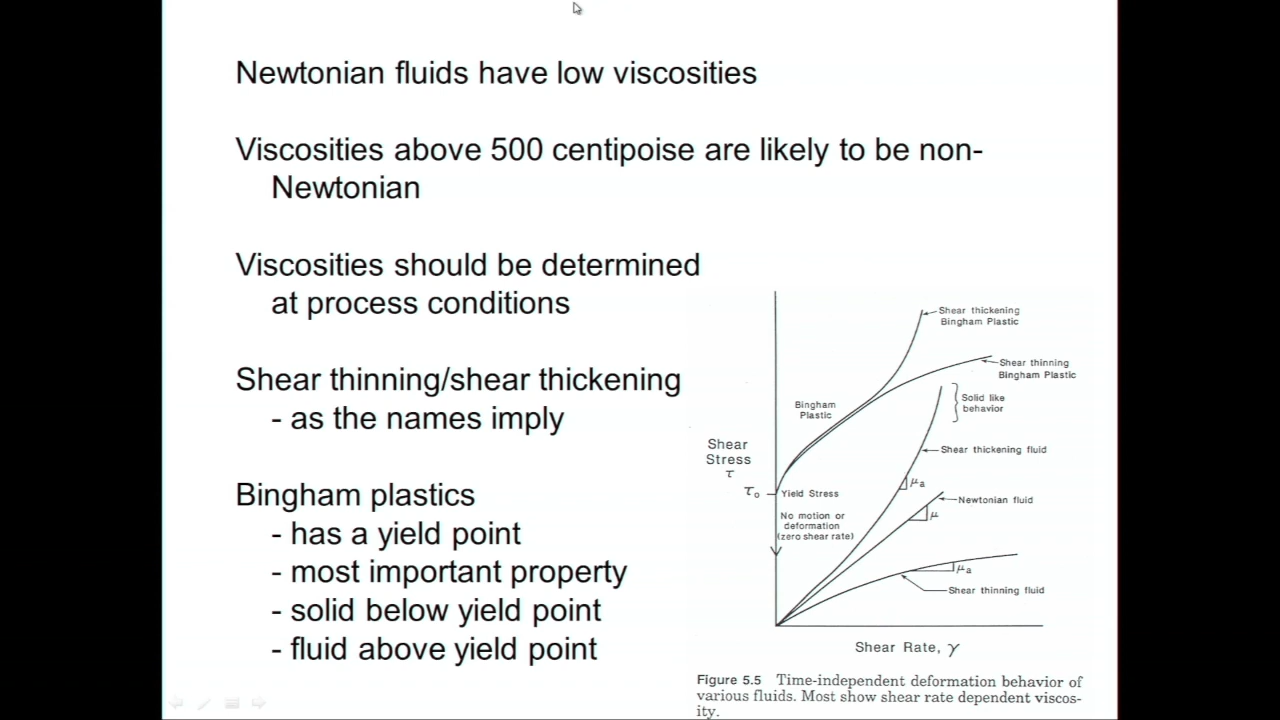 Newtonian fluids have low viscosities
Viscosities above 500 centipoise are likely to be non-
Newtonian
Viscosities should be determined
at process conditions
Shear thinning/shear thickening
- as the names imply
Bingham plastics
- has a yield point
- most important property
- solid below yield point
- fluid above yield point
Shear thickening
Bingham Plastic
Shear thinning
Bingham Plastic
Bingham
Plastic
Solid like
behavior
Shear
Stress
τ
Shear thickening fluid
μa
τo
Yield Stress
Newtonian fluid
No motion or
deformation
(zero shear rate)
μ
μa
Shear thinning fluid
Shear Rate, γ
Figure 5.5 Time-independent deformation behavior of
various fluids. Most show shear rate dependent viscos-
ity.